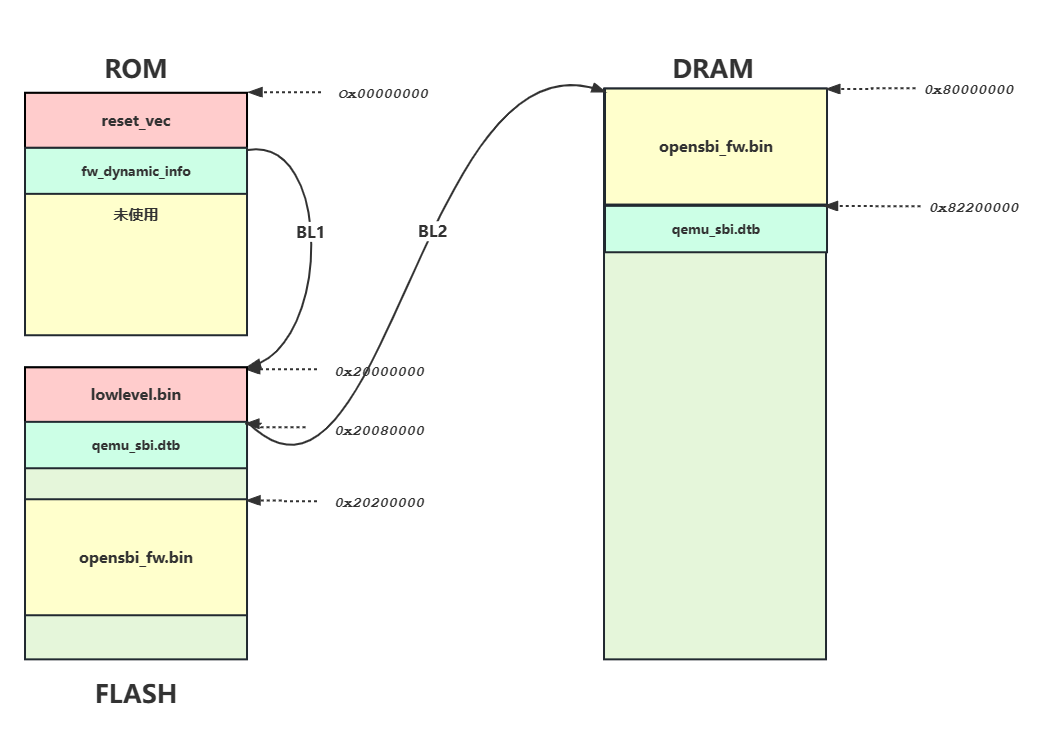 ROM
0x00000000
reset_vec
fw_dynamic_info
未使用
BL1
0x20000000
lowlevel.bin
0x20080000
qemu_sbi.dtb
0x20200000
opensbi_fw.bin
FLASH
BL2
DRAM
0x80000000
opensbi_fw.bin
0x82200000
qemu_sbi.dtb